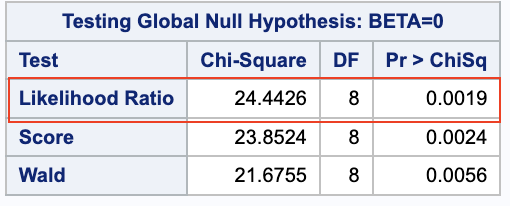 Testing Global Null Hypothesis: BETA=0
Test Chi-Square DF Pr > ChiSq
Likelihood Ratio 24.4426 8 0.0019
Score 23.8524 8 0.0024
Wald 21.6755 8 0.0056